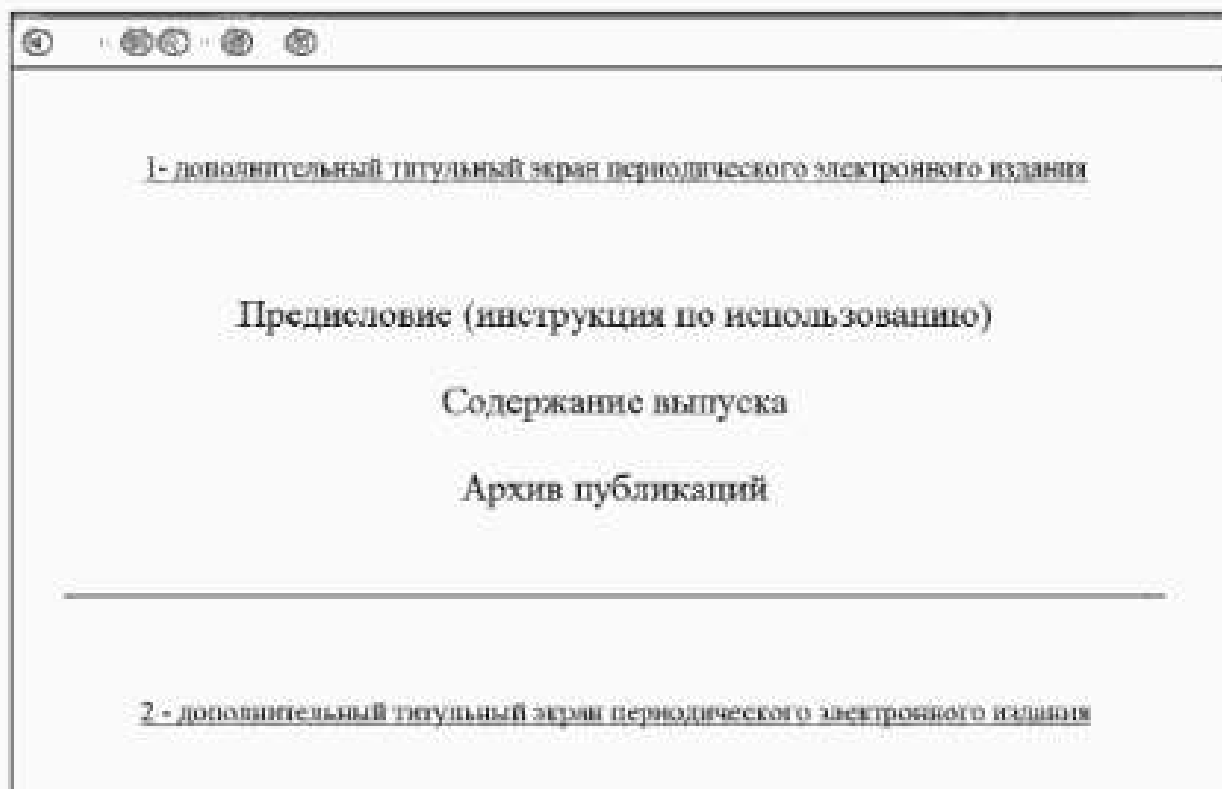 1- дополнительный титульный экран периодического электронного издания
Предисловие (инструкция по использованию)
Содержание выпуска
Архив публикаций
2 - дополнительный титульный экран периодического электронного издания